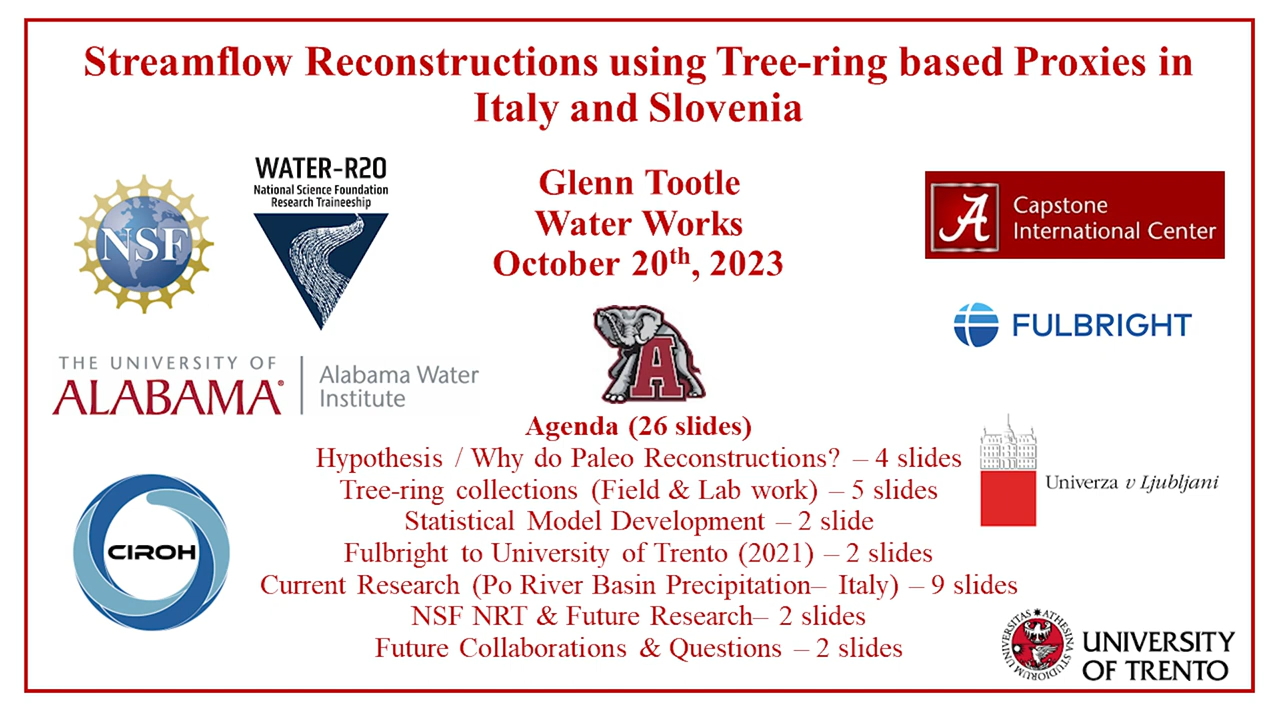 Streamflow Reconstructions using Tree-ring based Proxies in
Italy and Slovenia
NSF
WATER-R2O
National Science Foundation
Research Traineeship
Glenn Tootle
Water Works
October 20th, 2023
A
Capstone
International Center
FULBRIGHT
THE UNIVERSITY OF
ALABAMA®
Alabama Water
Institute
A
Agenda (26 slides)
Hypothesis / Why do Paleo Reconstructions? – 4 slides
Tree-ring collections (Field & Lab work) – 5 slides
Statistical Model Development – 2 slide
Fulbright to University of Trento (2021) – 2 slides
Current Research (Po River Basin Precipitation– Italy) – 9 slides
NSF NRT & Future Research– 2 slides
Future Collaborations & Questions – 2 slides
Univerza v Ljubljani
CIROH
UNIVERSITAS ATHESINA STUDIORUM
UNIVERSITY
OF TRENTO